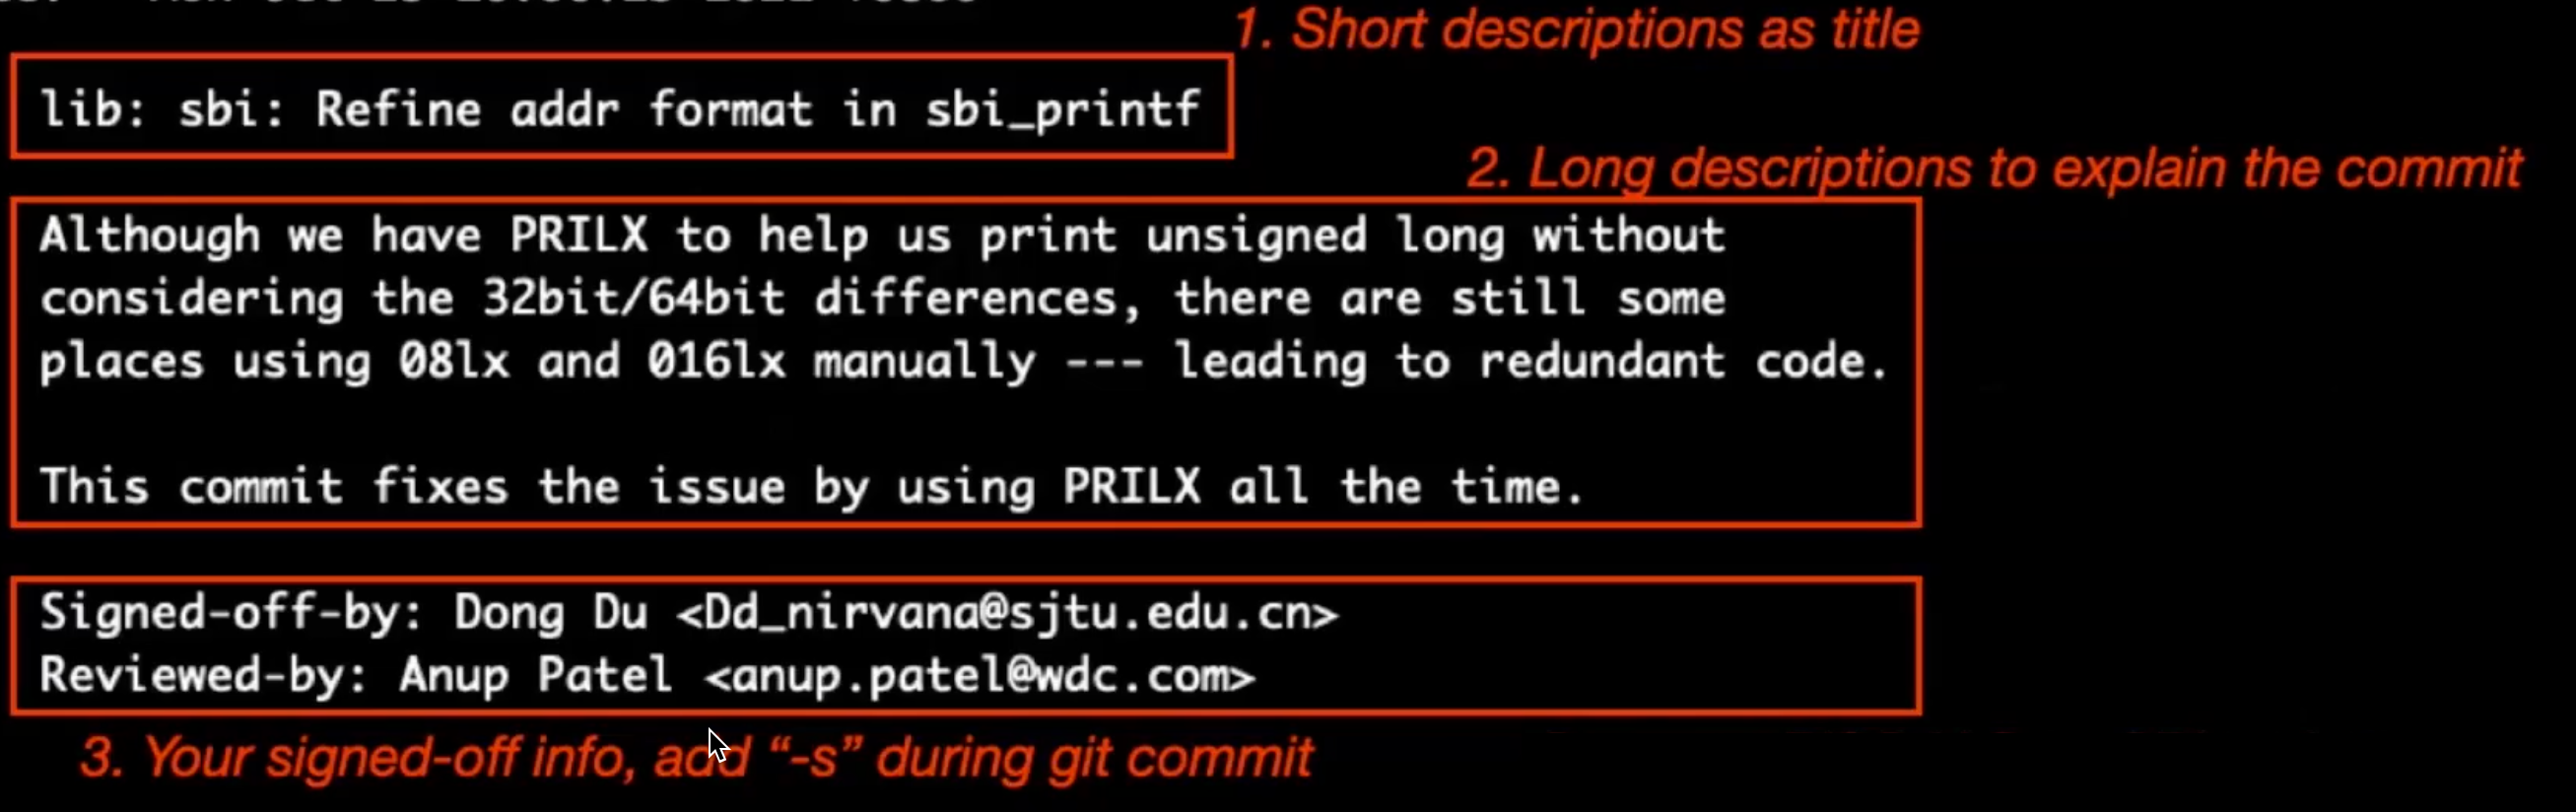 1. Short descriptions as title
lib: sbi: Refine addr format in sbi_printf
2. Long descriptions to explain the commit
Although we have PRILX to help us print unsigned long without
considering the 32bit/64bit differences, there are still some
places using 08lx and 016lx manually --- leading to redundant code.
This commit fixes the issue by using PRILX all the time.
Signed-off-by: Dong Du <Dd_nirvana@sjtu.edu.cn>
Reviewed-by: Anup Patel <anup.patel@wdc.com>
3. Your signed-off info, add “-s” during git commit